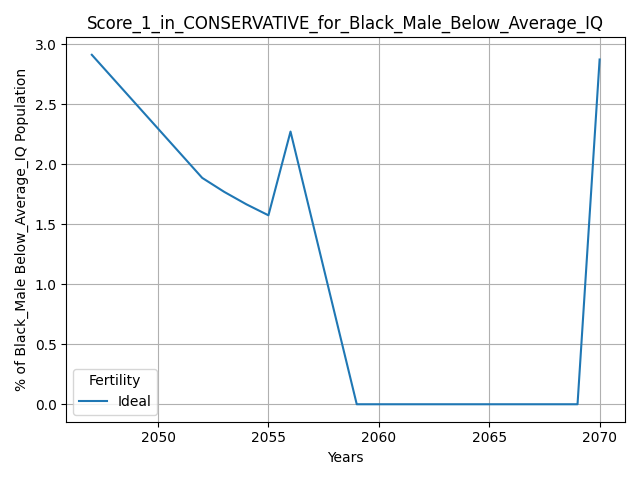 Score_1_in_CONSERVATIVE_for_Black_Male_Below_Average_IQ
% of Black_Male Below_Average_IQ Population
3.0
2.5
2.0
1.5
1.0
0.5
0.0
Fertility
Ideal
2050
2055
2060
2065
2070
Years